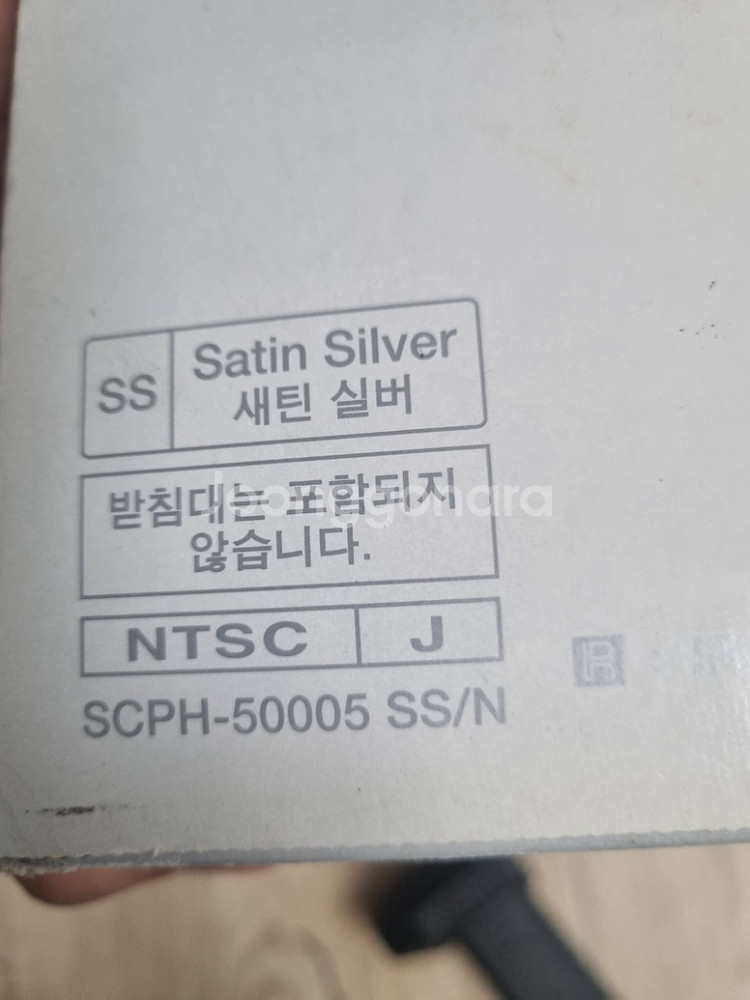 SS
Satin Silver
새틴 실버
받침대는 포함되지
않습니다.
joonggonara
NTSC J
R
SCPH-50005 SS/N